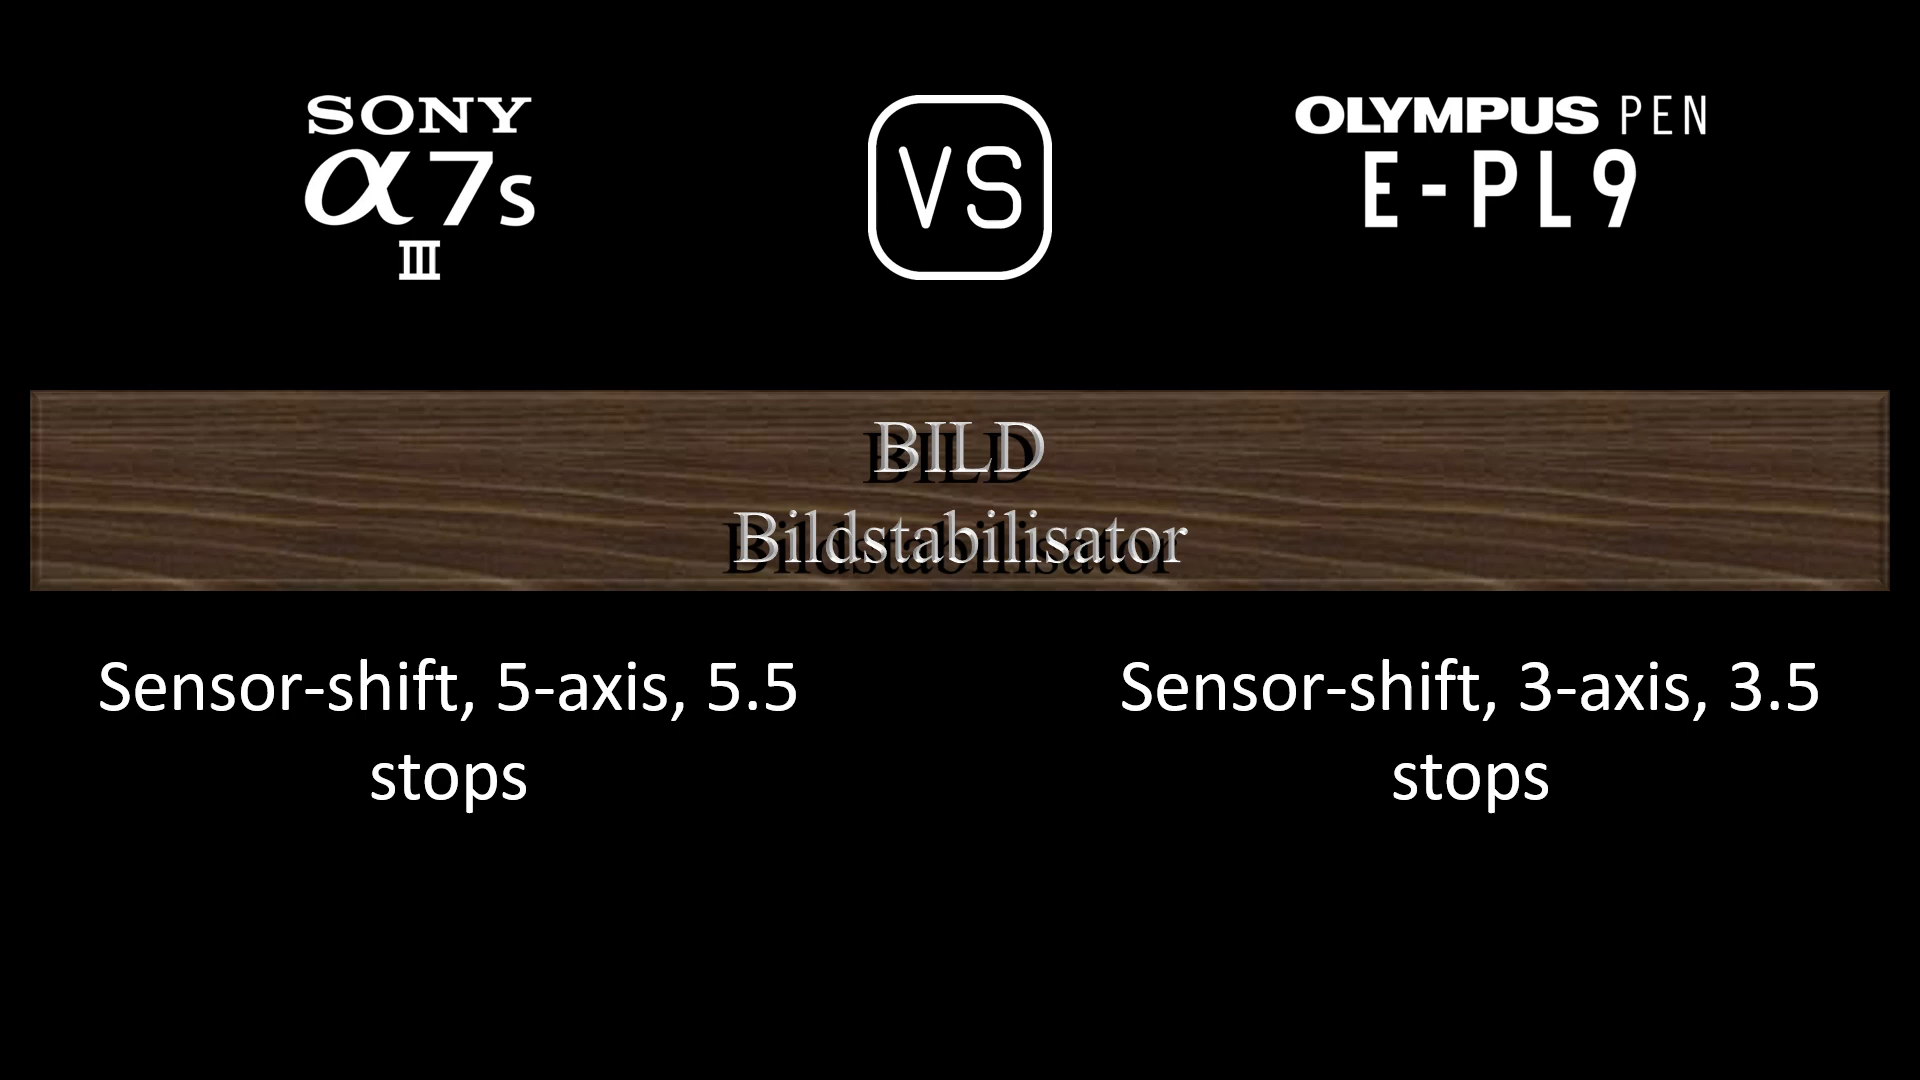 SONY
α7s
III
VS
OLYMPUS PEN
E-PL9
BILD
Bildstabilisator
Sensor-shift, 5-axis, 5.5
stops
Sensor-shift, 3-axis, 3.5
stops